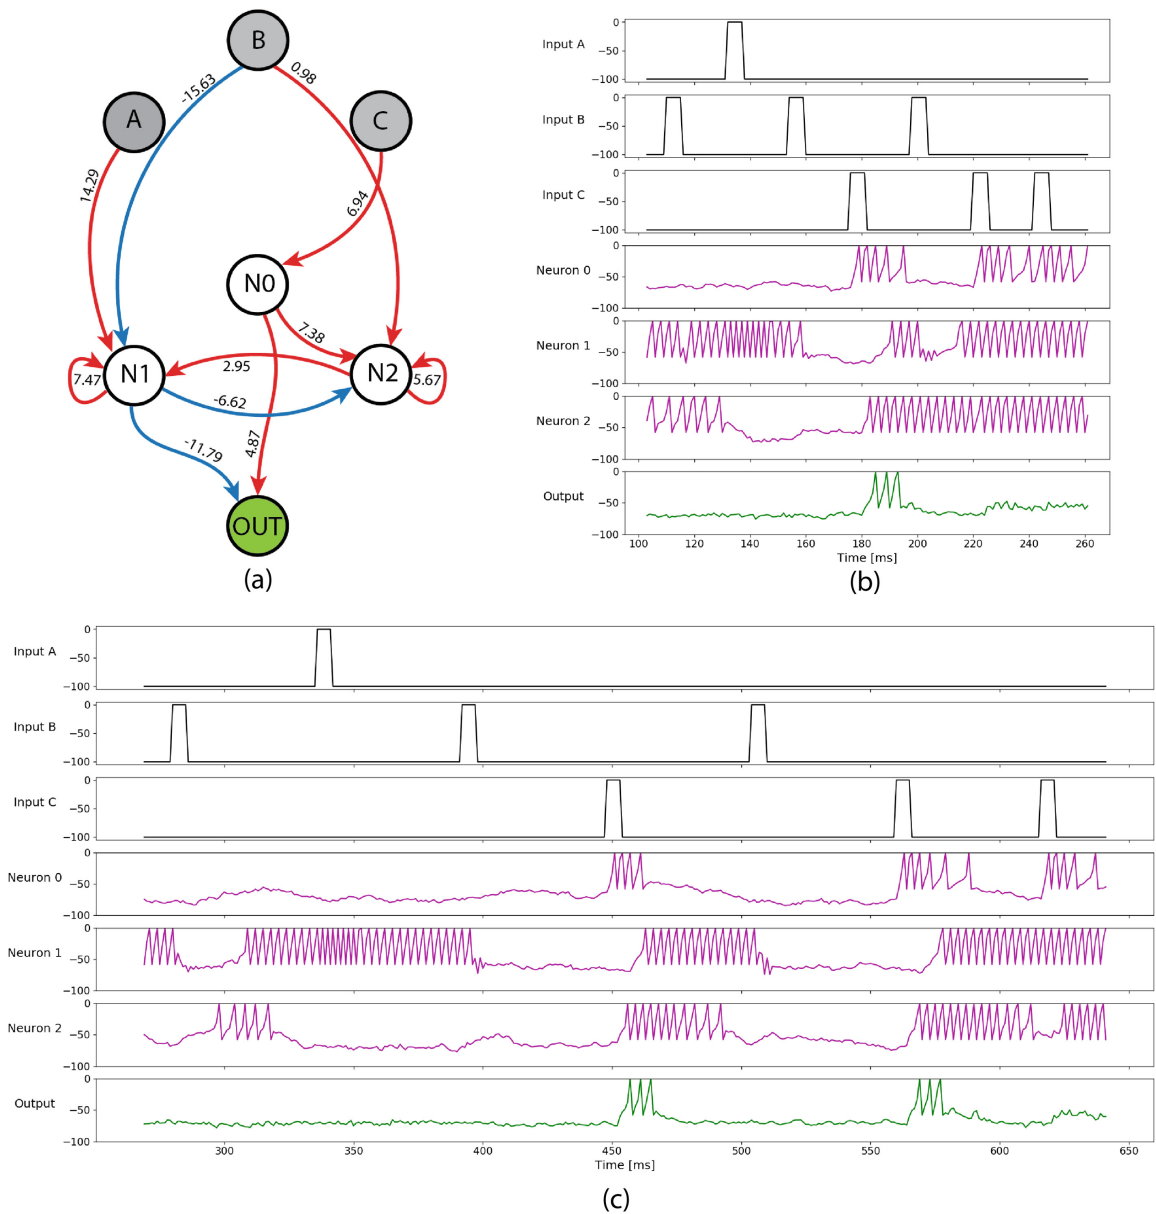 B
-15.63
0.98
A
C
14.29
6.94
N0
7.38
2.95
N1
N2
7.47
5.67
-6.62
-11.79
4.87
OUT
(a)
Input A
0
−50
−100
Input B
0
−50
−100
Input C
0
−50
−100
Neuron 0
0
−50
−100
Neuron 1
0
−50
−100
Neuron 2
0
−50
−100
Output
0
−50
−100
100 120 140 160 180 200 220 240 260
Time [ms]
(b)
Input A
0
−50
−100
Input B
0
−50
−100
Input C
0
−50
−100
Neuron 0
0
−50
−100
Neuron 1
0
−50
−100
Neuron 2
0
−50
−100
Output
0
−50
−100
300 350 400 450 500 550 600 650
Time [ms]
(c)